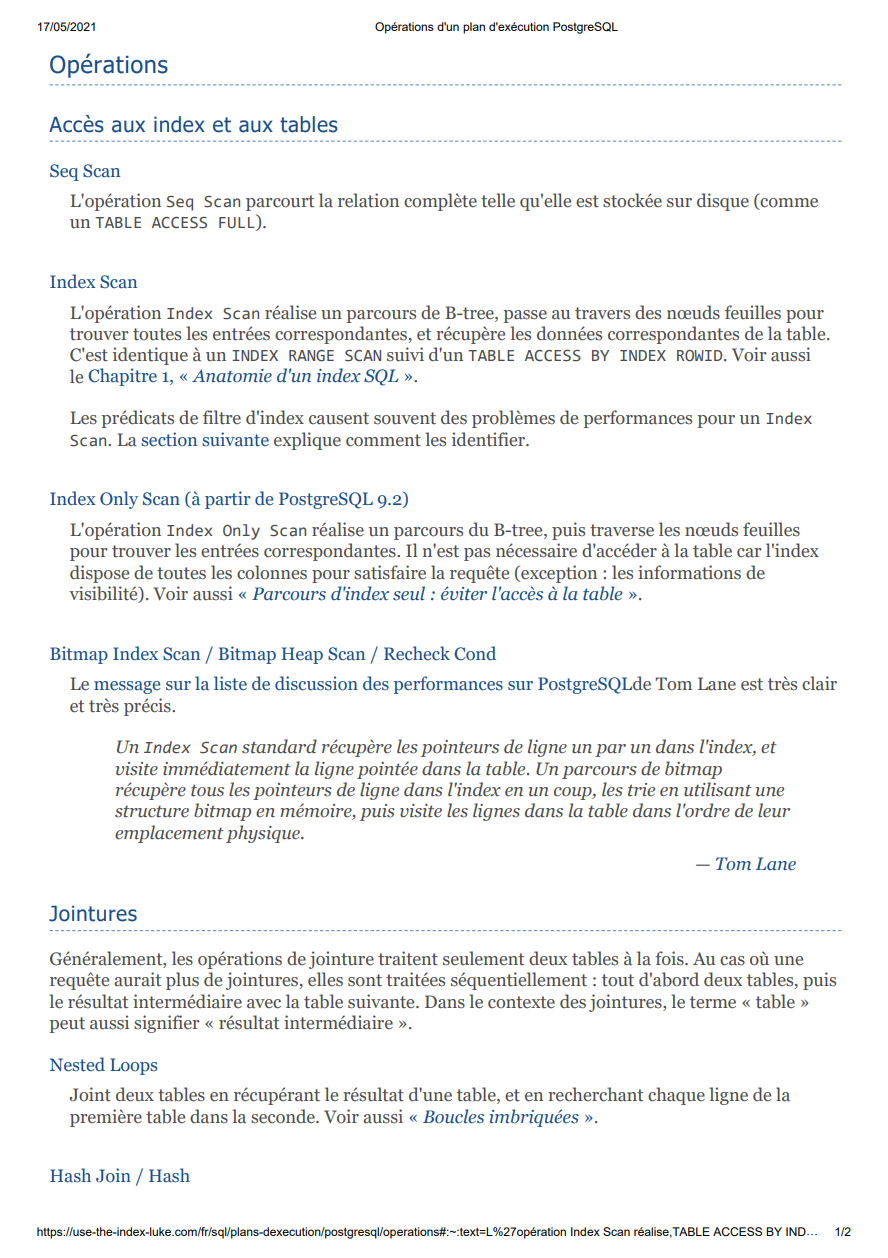 17/05/2021 Opérations d'un plan d'exécution PostgreSQL
Opérations
Accès aux index et aux tables
Seq Scan
L'opération Seq Scan parcourt la relation complète telle qu'elle est stockée sur disque (comme
un TABLE ACCESS FULL).
Index Scan
L'opération Index Scan réalise un parcours de B-tree, passe au travers des nœuds feuilles pour
trouver toutes les entrées correspondantes, et récupère les données correspondantes de la table.
C'est identique à un INDEX RANGE SCAN suivi d'un TABLE ACCESS BY INDEX ROWID. Voir aussi
le Chapitre 1, « Anatomie d'un index SQL ».
Les prédicats de filtre d'index causent souvent des problèmes de performances pour un Index
Scan. La section suivante explique comment les identifier.
Index Only Scan (à partir de PostgreSQL 9.2)
L'opération Index Only Scan réalise un parcours du B-tree, puis traverse les nœuds feuilles
pour trouver les entrées correspondantes. Il n'est pas nécessaire d'accéder à la table car l'index
dispose de toutes les colonnes pour satisfaire la requête (exception : les informations de
visibilité). Voir aussi « Parcours d'index seul : éviter l'accès à la table ».
Bitmap Index Scan / Bitmap Heap Scan / Recheck Cond
Le message sur la liste de discussion des performances sur PostgreSQLde Tom Lane est très clair
et très précis.
Un Index Scan standard récupère les pointeurs de ligne un par un dans l'index, et
visite immédiatement la ligne pointée dans la table. Un parcours de bitmap
récupère tous les pointeurs de ligne dans l'index en un coup, les trie en utilisant une
structure bitmap en mémoire, puis visite les lignes dans la table dans l'ordre de leur
emplacement physique.
— Tom Lane
Jointures
Généralement, les opérations de jointure traitent seulement deux tables à la fois. Au cas où une
requête aurait plus de jointures, elles sont traitées séquentiellement : tout d'abord deux tables, puis
le résultat intermédiaire avec la table suivante. Dans le contexte des jointures, le terme « table »
peut aussi signifier « résultat intermédiaire ».
Nested Loops
Joint deux tables en récupérant le résultat d'une table, et en recherchant chaque ligne de la
première table dans la seconde. Voir aussi « Boucles imbriquées ».
Hash Join / Hash
https://use-the-index-luke.com/fr/sql/plans-dexecution/postgresql/operations#:~:text=L%27opération Index Scan réalise,TABLE ACCESS BY IND… 1/2